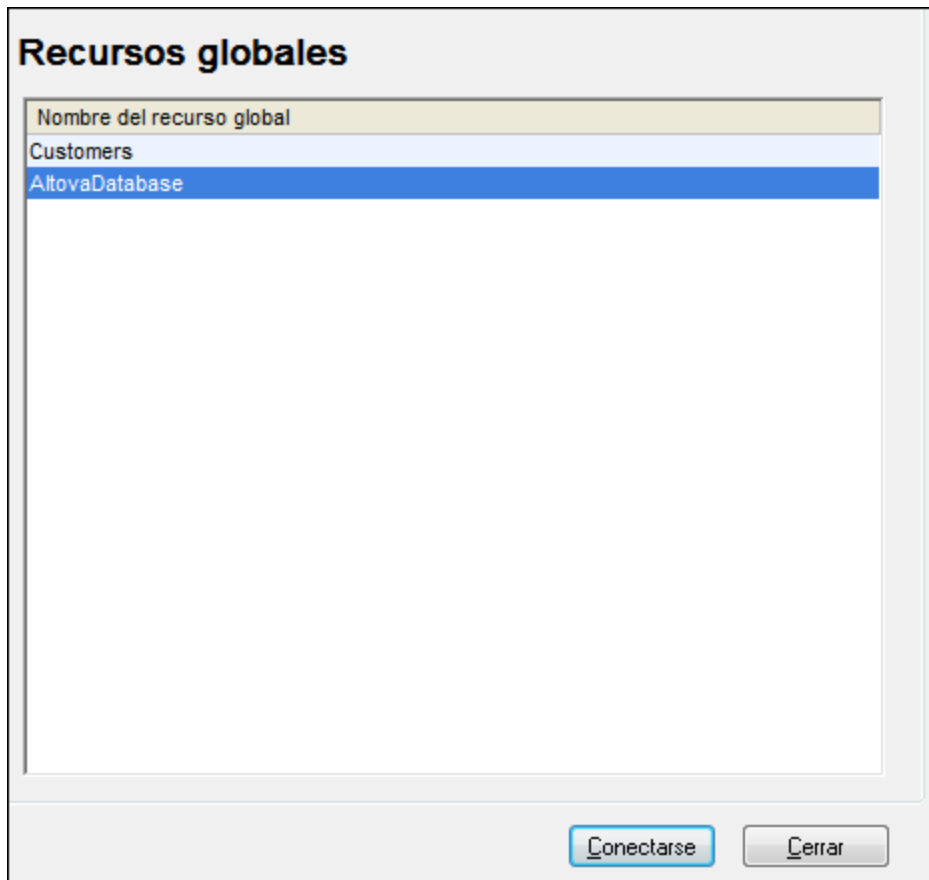 Recursos globales
Nombre del recurso global
Customers
AltovaDatabase
Conectarse
Cerrar